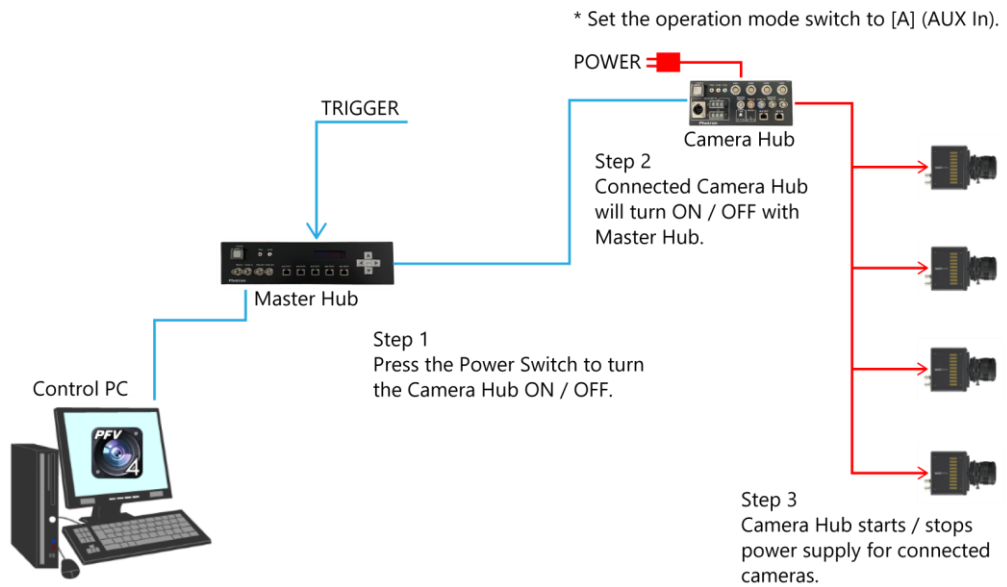 * Set the operation mode switch to [A] (AUX In).
POWER
TRIGGER
Camera Hub
Step 2
Connected Camera Hub
will turn ON / OFF with
Master Hub.
Master Hub
Step 1
Press the Power Switch to turn
the Camera Hub ON / OFF.
Control PC
PFV
4
Step 3
Camera Hub starts / stops
power supply for connected
cameras.